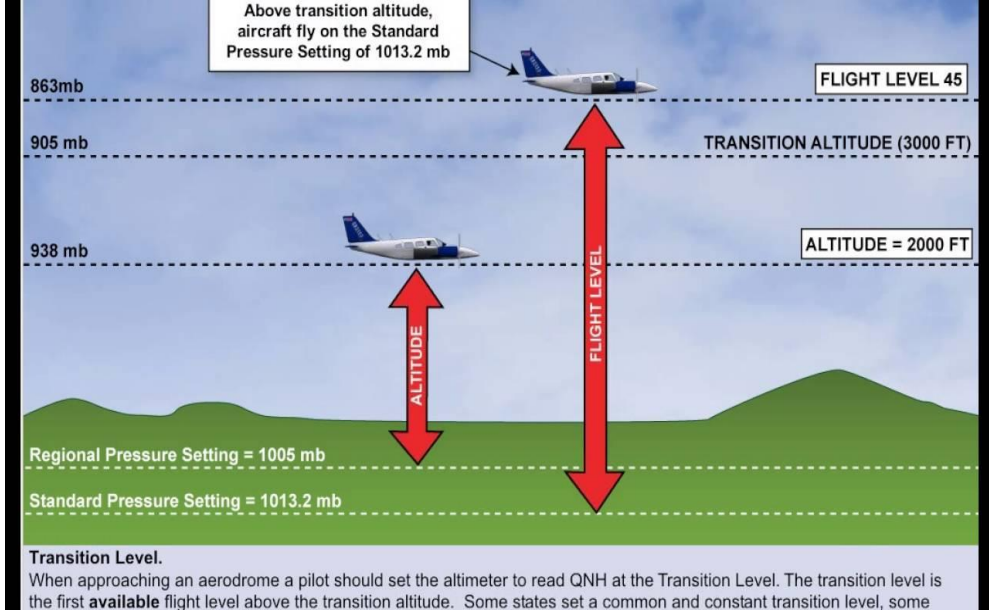 Above transition altitude,
aircraft fly on the Standard
Pressure Setting of 1013.2 mb
863mb
FLIGHT LEVEL 45
905 mb
TRANSITION ALTITUDE (3000 FT)
938 mb
ALTITUDE = 2000 FT
FLIGHT LEVEL
ALTITUDE
Regional Pressure Setting = 1005 mb
Standard Pressure Setting = 1013.2 mb
Transition Level.
When approaching an aerodrome a pilot should set the altimeter to read QNH at the Transition Level. The transition level is
the first available flight level above the transition altitude. Some states set a common and constant transition level, some